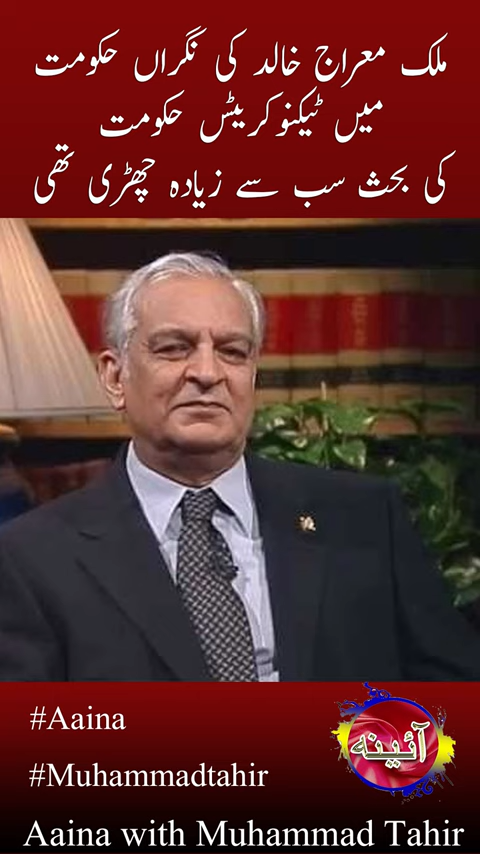 ملک معراج خالد کی نگراں حکومت
میں ٹیکنوکریٹس حکومت
کی بحث سب سے زیادہ چھڑی تھی
#Aaina
آئینہ
#Muhammadtahir
Aaina with Muhammad Tahir